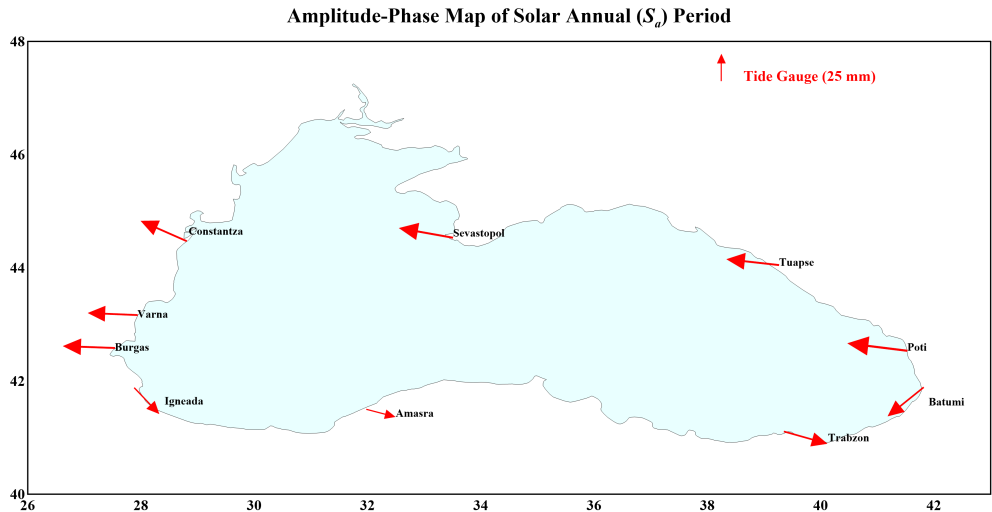 Amplitude-Phase Map of Solar Annual (Sa) Period
48
Tide Gauge (25 mm)
46
Constantza
Sevastopol
44
Tuapse
Varna
Burgas
Poti
42
Igneada
Amasra
Batumi
Trabzon
40
26 28 30 32 34 36 38 40 42